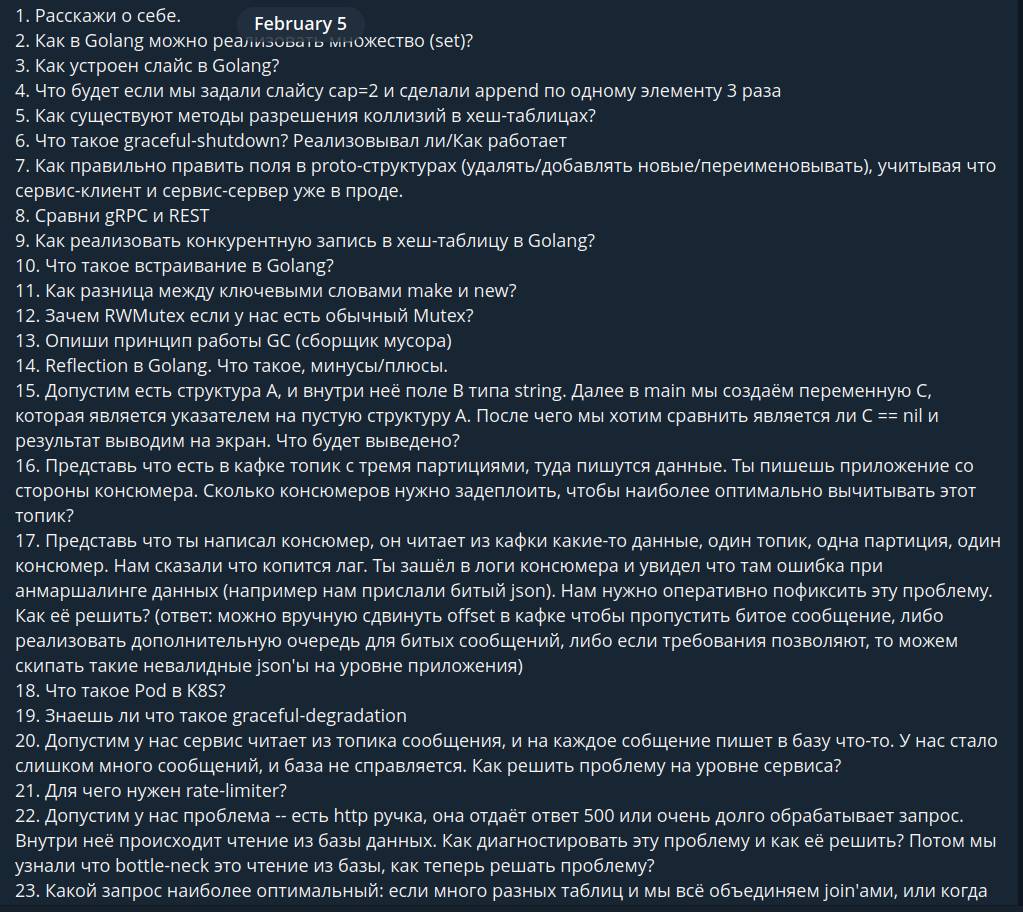 1. Расскажи о себе.
February 5
2. Как в Golang можно реализовать множество (set)?
3. Как устроен слайс в Golang?
4. Что будет если мы задали слайсу cap=2 и сделали append по одному элементу 3 раза
5. Как существуют методы разрешения коллизий в хеш-таблицах?
6. Что такое graceful-shutdown? Реализовывал ли/Как работает
7. Как правильно править поля в proto-структурах (удалять/добавлять новые/переименовывать), учитывая что
сервис-клиент и сервис-сервер уже в проде.
8. Сравни gRPC и REST
9. Как реализовать конкурентную запись в хеш-таблицу в Golang?
10. Что такое встраивание в Golang?
11. Как разница между ключевыми словами make и new?
12. Зачем RWMutex если у нас есть обычный Mutex?
13. Опиши принцип работы GC (сборщик мусора)
14. Reflection в Golang. Что такое, минусы/плюсы.
15. Допустим есть структура A, и внутри неё поле B типа string. Далее в main мы создаём переменную C,
которая является указателем на пустую структуру A. После чего мы хотим сравнить является ли C == nil и
результат выводим на экран. Что будет выведено?
16. Представь что есть в кафке топик с тремя партициями, туда пишутся данные. Ты пишешь приложение со
стороны консюмера. Сколько консюмеров нужно задеплоить, чтобы наиболее оптимально вычитывать этот
топик?
17. Представь что ты написал консюмер, он читает из кафки какие-то данные, один топик, одна партиция, один
консюмер. Нам сказали что копится лаг. Ты зашёл в логи консюмера и увидел что там ошибка при
анмаршалинге данных (например нам прислали битый json). Нам нужно оперативно пофиксить эту проблему.
Как её решить? (ответ: можно вручную сдвинуть offset в кафке чтобы пропустить битое сообщение, либо
реализовать дополнительную очередь для битых сообщений, либо если требования позволяют, то можем
скипать такие невалидные json'ы на уровне приложения)
18. Что такое Pod в K8S?
19. Знаешь ли что такое graceful-degradation
20. Допустим у нас сервис читает из топика сообщения, и на каждое собщение пишет в базу что-то. У нас стало
слишком много сообщений, и база не справляется. Как решить проблему на уровне сервиса?
21. Для чего нужен rate-limiter?
22. Допустим у нас проблема -- есть http ручка, она отдаёт ответ 500 или очень долго обрабатывает запрос.
Внутри неё происходит чтение из базы данных. Как диагностировать эту проблему и как её решить? Потом мы
узнали что bottle-neck это чтение из базы, как теперь решать проблему?
23. Какой запрос наиболее оптимальный: если много разных таблиц и мы всё объединяем join'ами, или когда